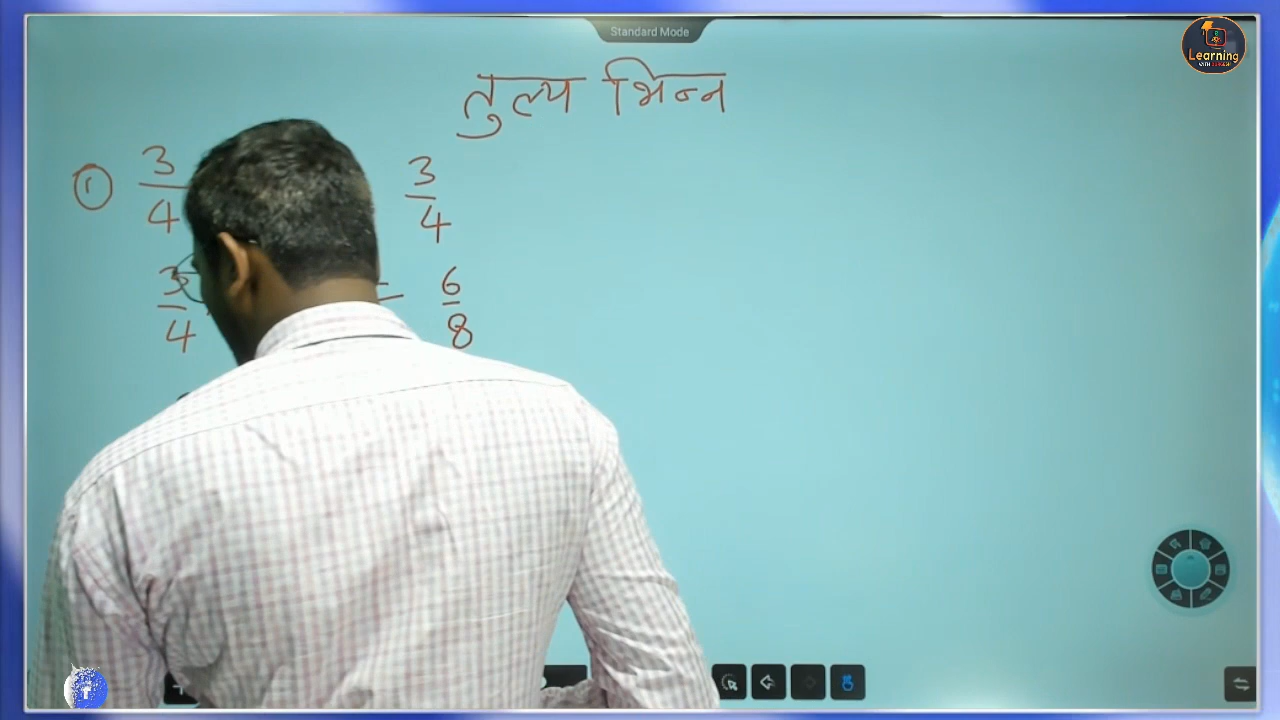 Standard Mode
Learning
तुल्य भिन्न
① 3/4 3/4
3/4 = 6/8